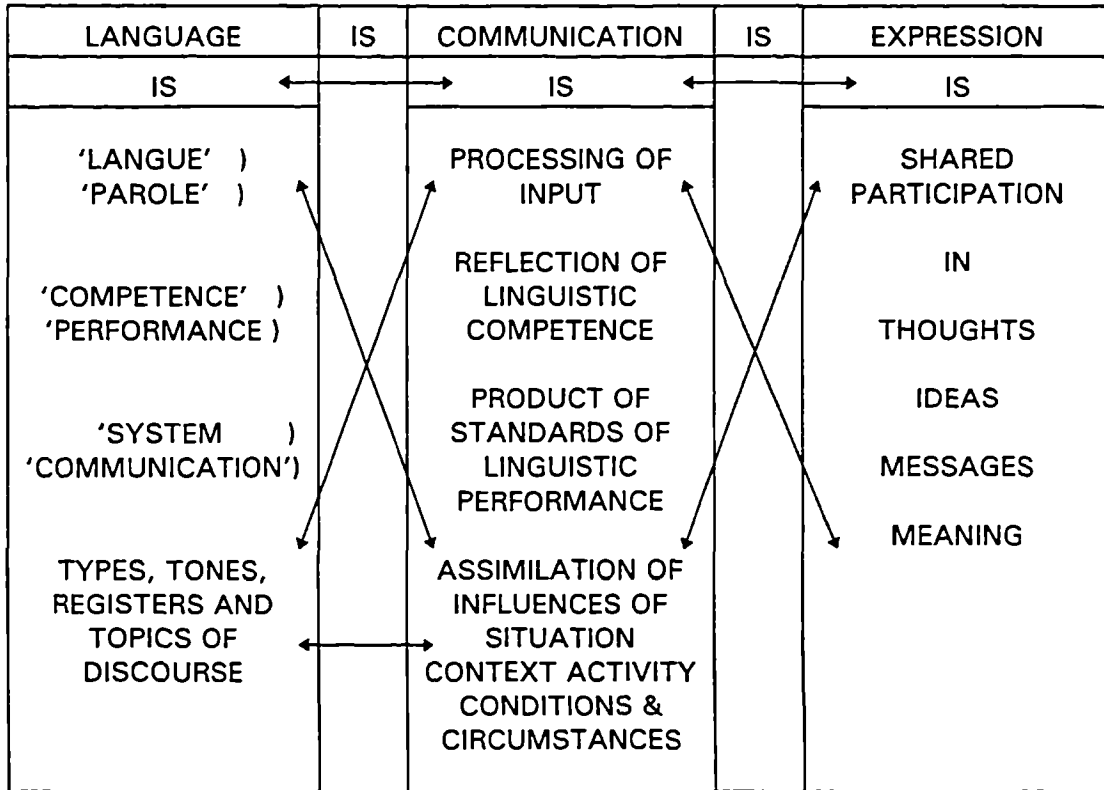 LANGUAGE IS COMMUNICATION IS EXPRESSION
IS IS IS
'LANGUE' )
'PAROLE' )
'COMPETENCE' )
'PERFORMANCE )
'SYSTEM )
'COMMUNICATION')
TYPES, TONES,
REGISTERS AND
TOPICS OF
DISCOURSE
PROCESSING OF
INPUT
REFLECTION OF
LINGUISTIC
COMPETENCE
PRODUCT OF
STANDARDS OF
LINGUISTIC
PERFORMANCE
ASSIMILATION OF
INFLUENCES OF
SITUATION
CONTEXT ACTIVITY
CONDITIONS &
CIRCUMSTANCES
SHARED
PARTICIPATION
IN
THOUGHTS
IDEAS
MESSAGES
MEANING